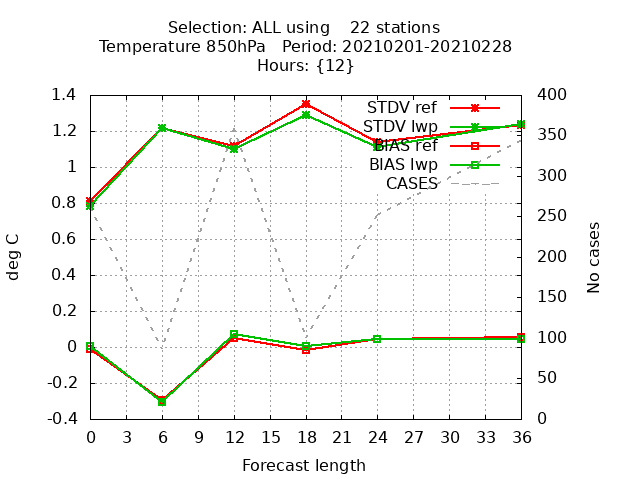 Selection: ALL using    22 stations
Temperature 850hPa   Period: 20210201-20210228
Hours: {12}
1.4
1.2
1
0.8
0.6
0.4
0.2
0
-0.2
-0.4
deg C
STDV ref
STDV lwp
BIAS ref
BIAS lwp
CASES
400
350
300
250
200
150
100
50
0
No cases
0 3 6 9 12 15 18 21 24 27 30 33 36
Forecast length